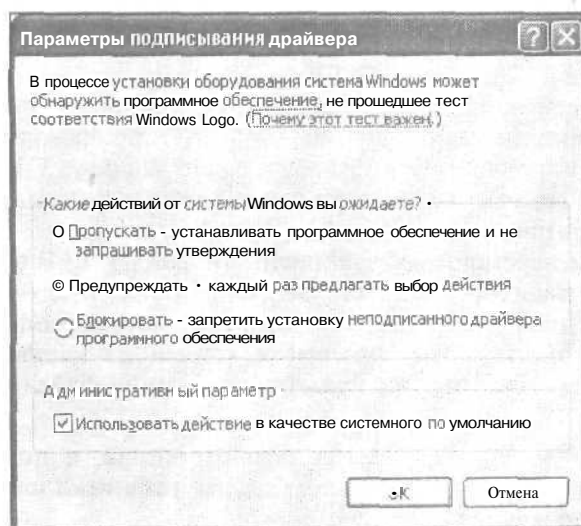 Параметры подписывания драйвера
В процессе установки оборудования система Windows может
обнаружить программное обеспечение, не прошедшее тест
соответствия Windows Logo. (Почему этот тест важен.)
Какие действий от системы Windows вы ожидаете? •
О Пропускать - устанавливать программное обеспечение и не
запрашивать утверждения
© Предупреждать • каждый раз предлагать выбор действия
Блокировать - запретить установку неподписанного драйвера
программного обеспечения
Административный параметр
Использовать действие в качестве системного по умолчанию
•K Отмена